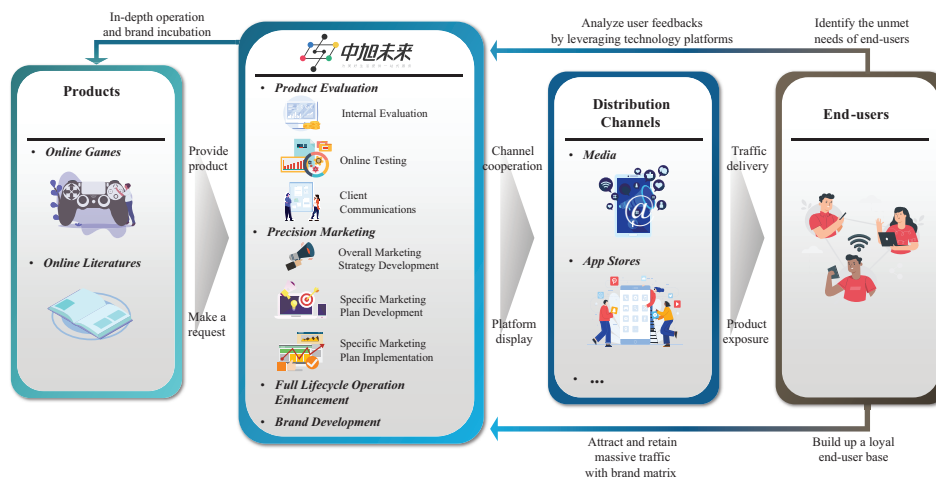 In-depth operation
and brand incubation
Analyze user feedbacks
by leveraging technology platforms
Identify the unmet
needs of end-users
Products
• Online Games
• Online Literatures
Provide
product
Make a
request
中旭未来
• Product Evaluation
Internal Evaluation
Online Testing
Client
Communications
• Precision Marketing
Overall Marketing
Strategy Development
Specific Marketing
Plan Development
Specific Marketing
Plan Implementation
• Full Lifecycle Operation
Enhancement
• Brand Development
Channel
cooperation
Platform
display
Distribution
Channels
• Media
@
• App Stores
• ...
Traffic
delivery
Product
exposure
End-users
Attract and retain
massive traffic
with brand matrix
Build up a loyal
end-user base